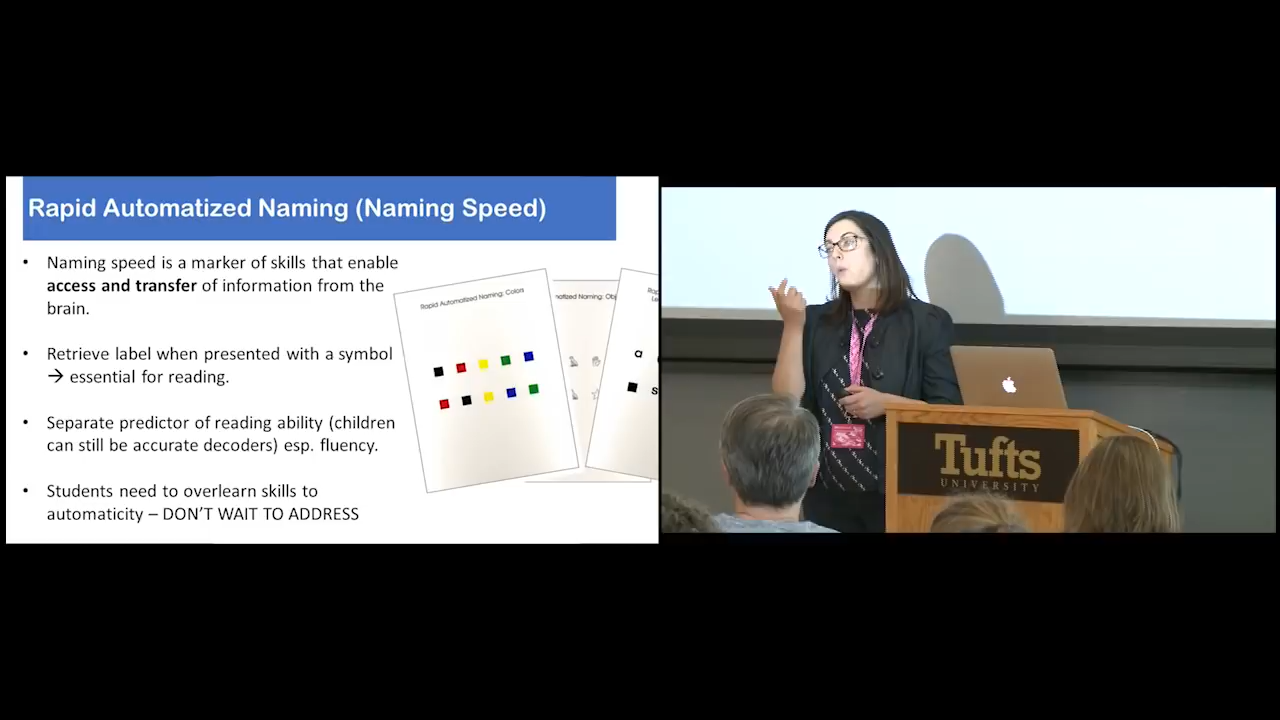 Rapid Automatized Naming (Naming Speed)
• Naming speed is a marker of skills that enable
access and transfer of information from the
brain.
• Retrieve label when presented with a symbol
→ essential for reading.
• Separate predictor of reading ability (children
can still be accurate decoders) esp. fluency.
• Students need to overlearn skills to
automaticity – DON'T WAIT TO ADDRESS
Rapid Automatized Naming: Colors
Naming: Obj
a
s
Tufts
UNIVERSITY